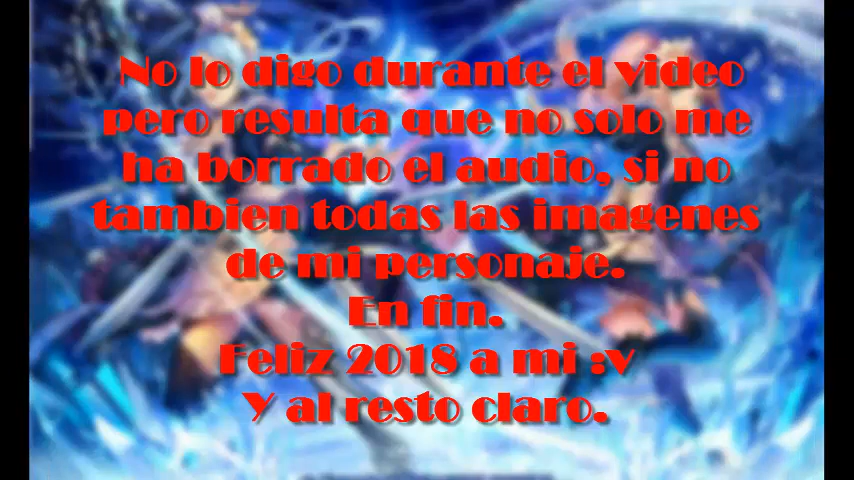 No lo digo durante el video
pero resulta que no solo me
ha borrado el audio, si no
tambien todas las imagenes
de mi personaje.
En fin.
Feliz 2018 a mi :v
Y al resto claro.